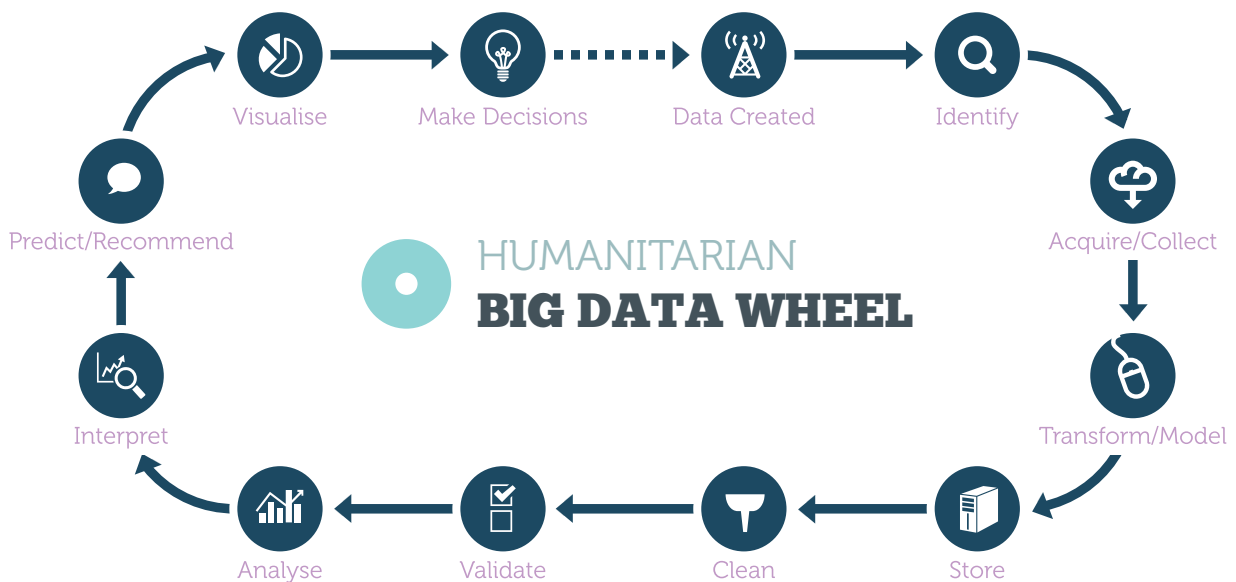 Visualise
Make Decisions
Data Created
Identify
Predict/Recommend
Acquire/Collect
HUMANITARIAN
BIG DATA WHEEL
Interpret
Transform/Model
Analyse
Validate
Clean
Store